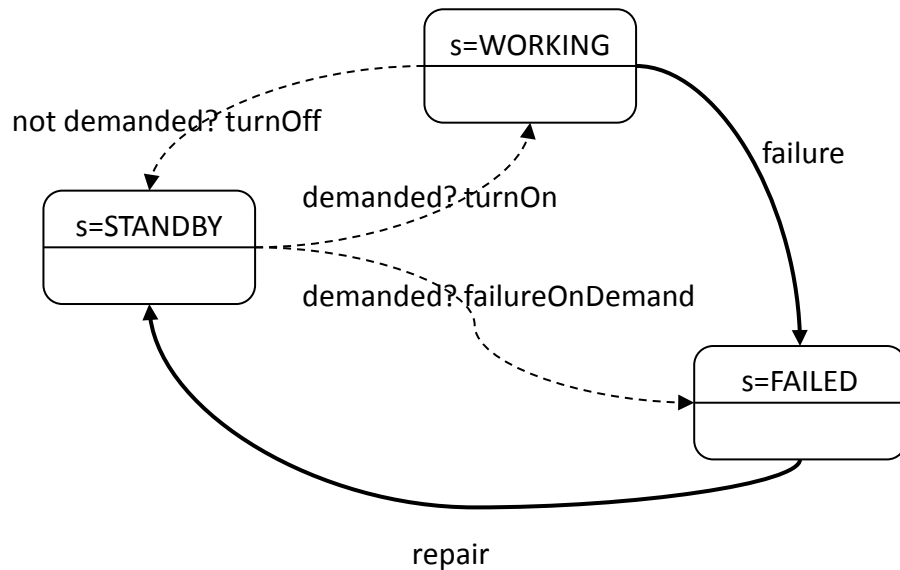 s=WORKING
not demanded? turnOff
failure
demanded? turnOn
s=STANDBY
demanded? failureOnDemand
s=FAILED
repair